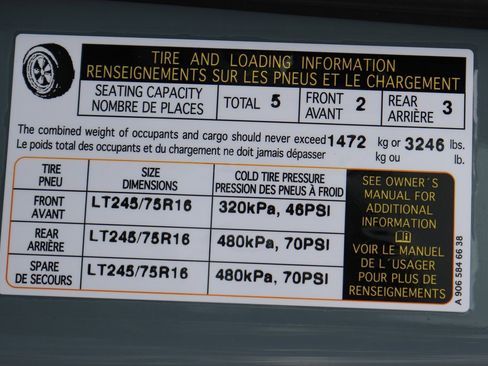 TIRE AND LOADING INFORMATION
RENSEIGNEMENTS SUR LES PNEUS ET LE CHARGEMENT
SEATING CAPACITY
NOMBRE DE PLACES
TOTAL 5
FRONT
AVANT 2
REAR
ARRIÈRE 3
The combined weight of occupants and cargo should never exceed 1472 kg or 3246 lbs.
Le poids total des occupants et du chargement ne doit jamais dépasser kg ou lb.
TIRE
PNEU
SIZE
DIMENSIONS
COLD TIRE PRESSURE
PRESSION DES PNEUS À FROID
FRONT
AVANT
LT245/75R16
320kPa, 46PSI
REAR
ARRIÈRE
LT245/75R16
480kPa, 70PSI
SPARE
DE SECOURS
LT245/75R16
480kPa, 70PSI
SEE OWNER´S
MANUAL FOR
ADDITIONAL
INFORMATION
VOIR LE MANUEL
DE L´USAGER
POUR PLUS DE
RENSEIGNEMENTS
A 906 584 66 38